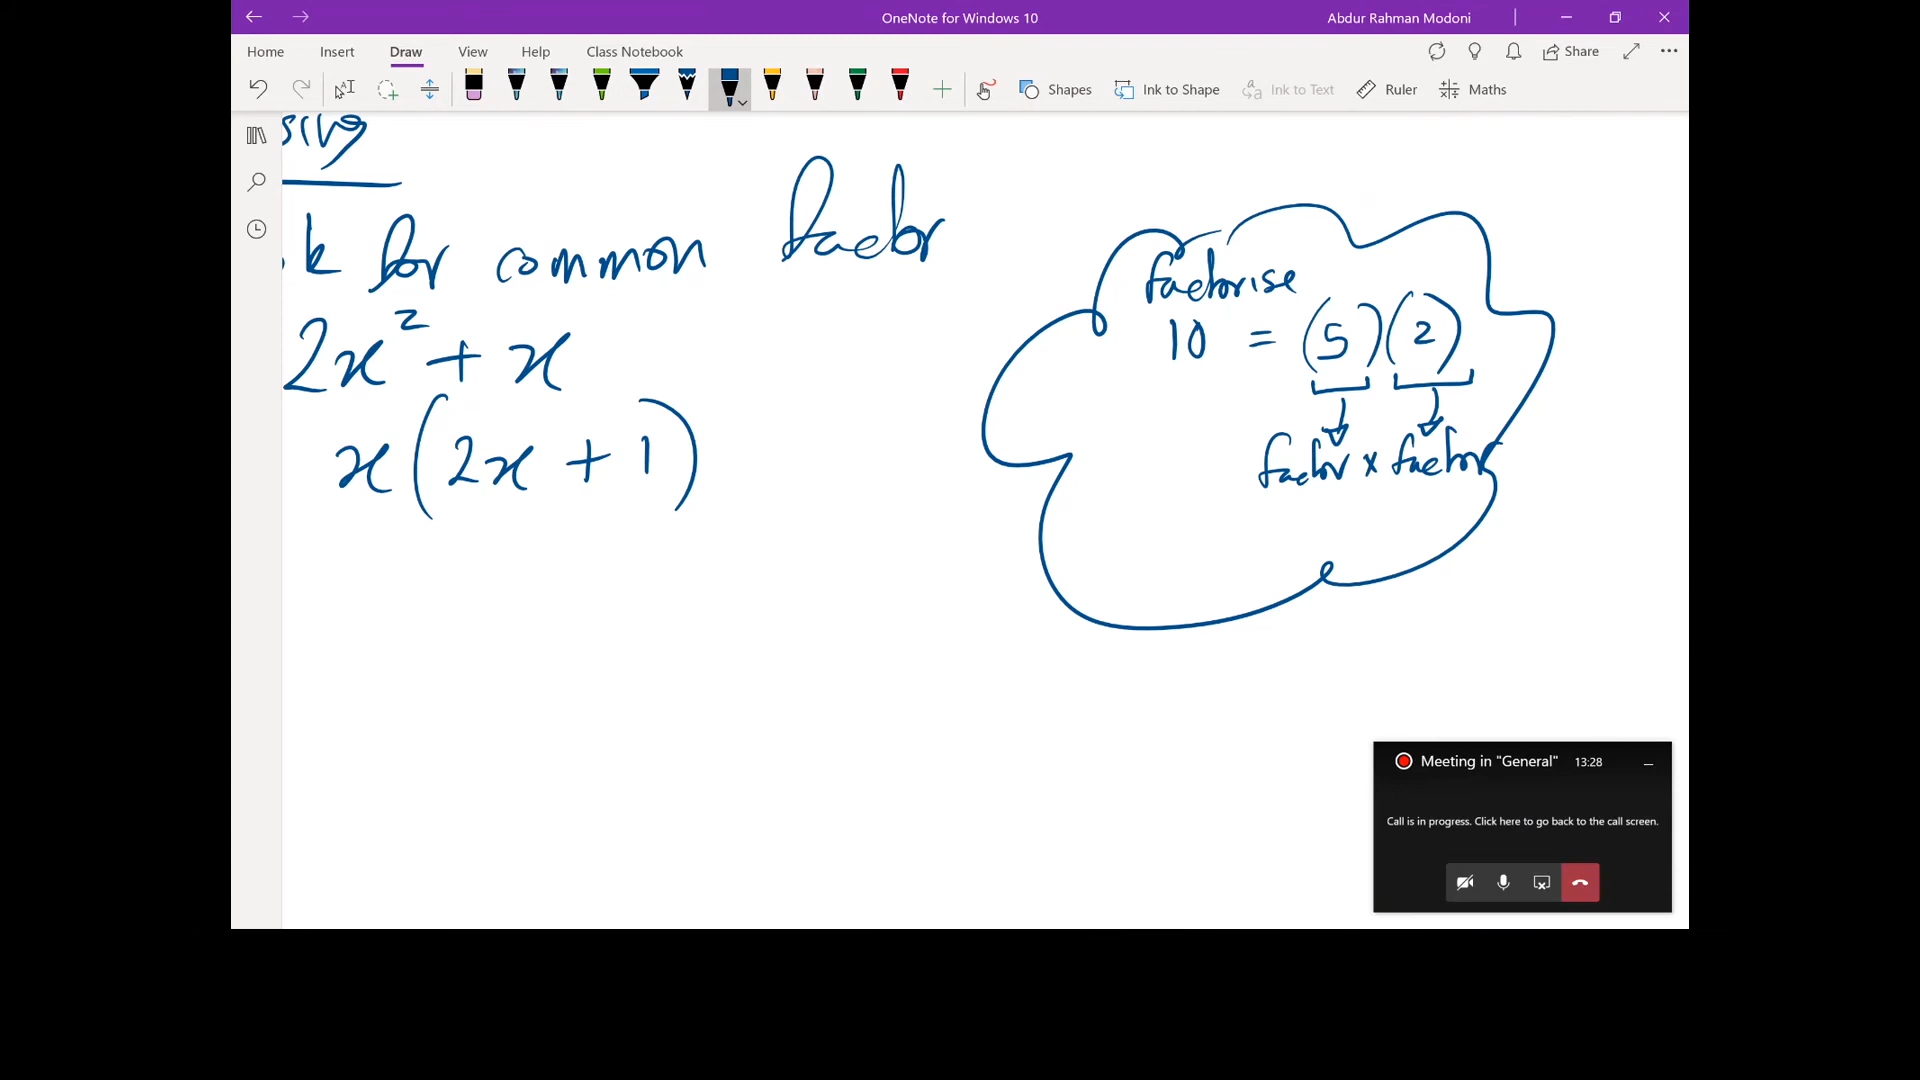 OneNote for Windows 10
Abdur Rahman Modoni
Home Insert Draw View Help Class Notebook
Share
Shapes Ink to Shape Ink to Text Ruler Maths
k for common factor
2x² + x
x(2x + 1)
factorise
10 = (5)(2)
factor x factor
Meeting in "General" 13:28
Call is in progress. Click here to go back to the call screen.